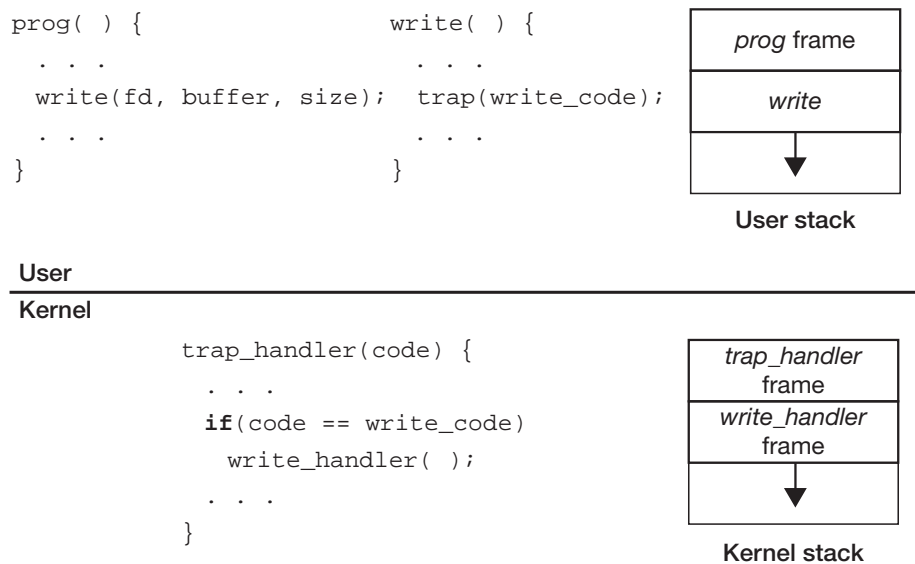 prog( ) {
. . .
write(fd, buffer, size);
. . .
}
write( ) {
. . .
trap(write_code);
. . .
}
prog frame
write
User stack
User
Kernel
trap_handler(code) {
. . .
if(code == write_code)
write_handler( );
. . .
}
trap_handler
frame
write_handler
frame
Kernel stack